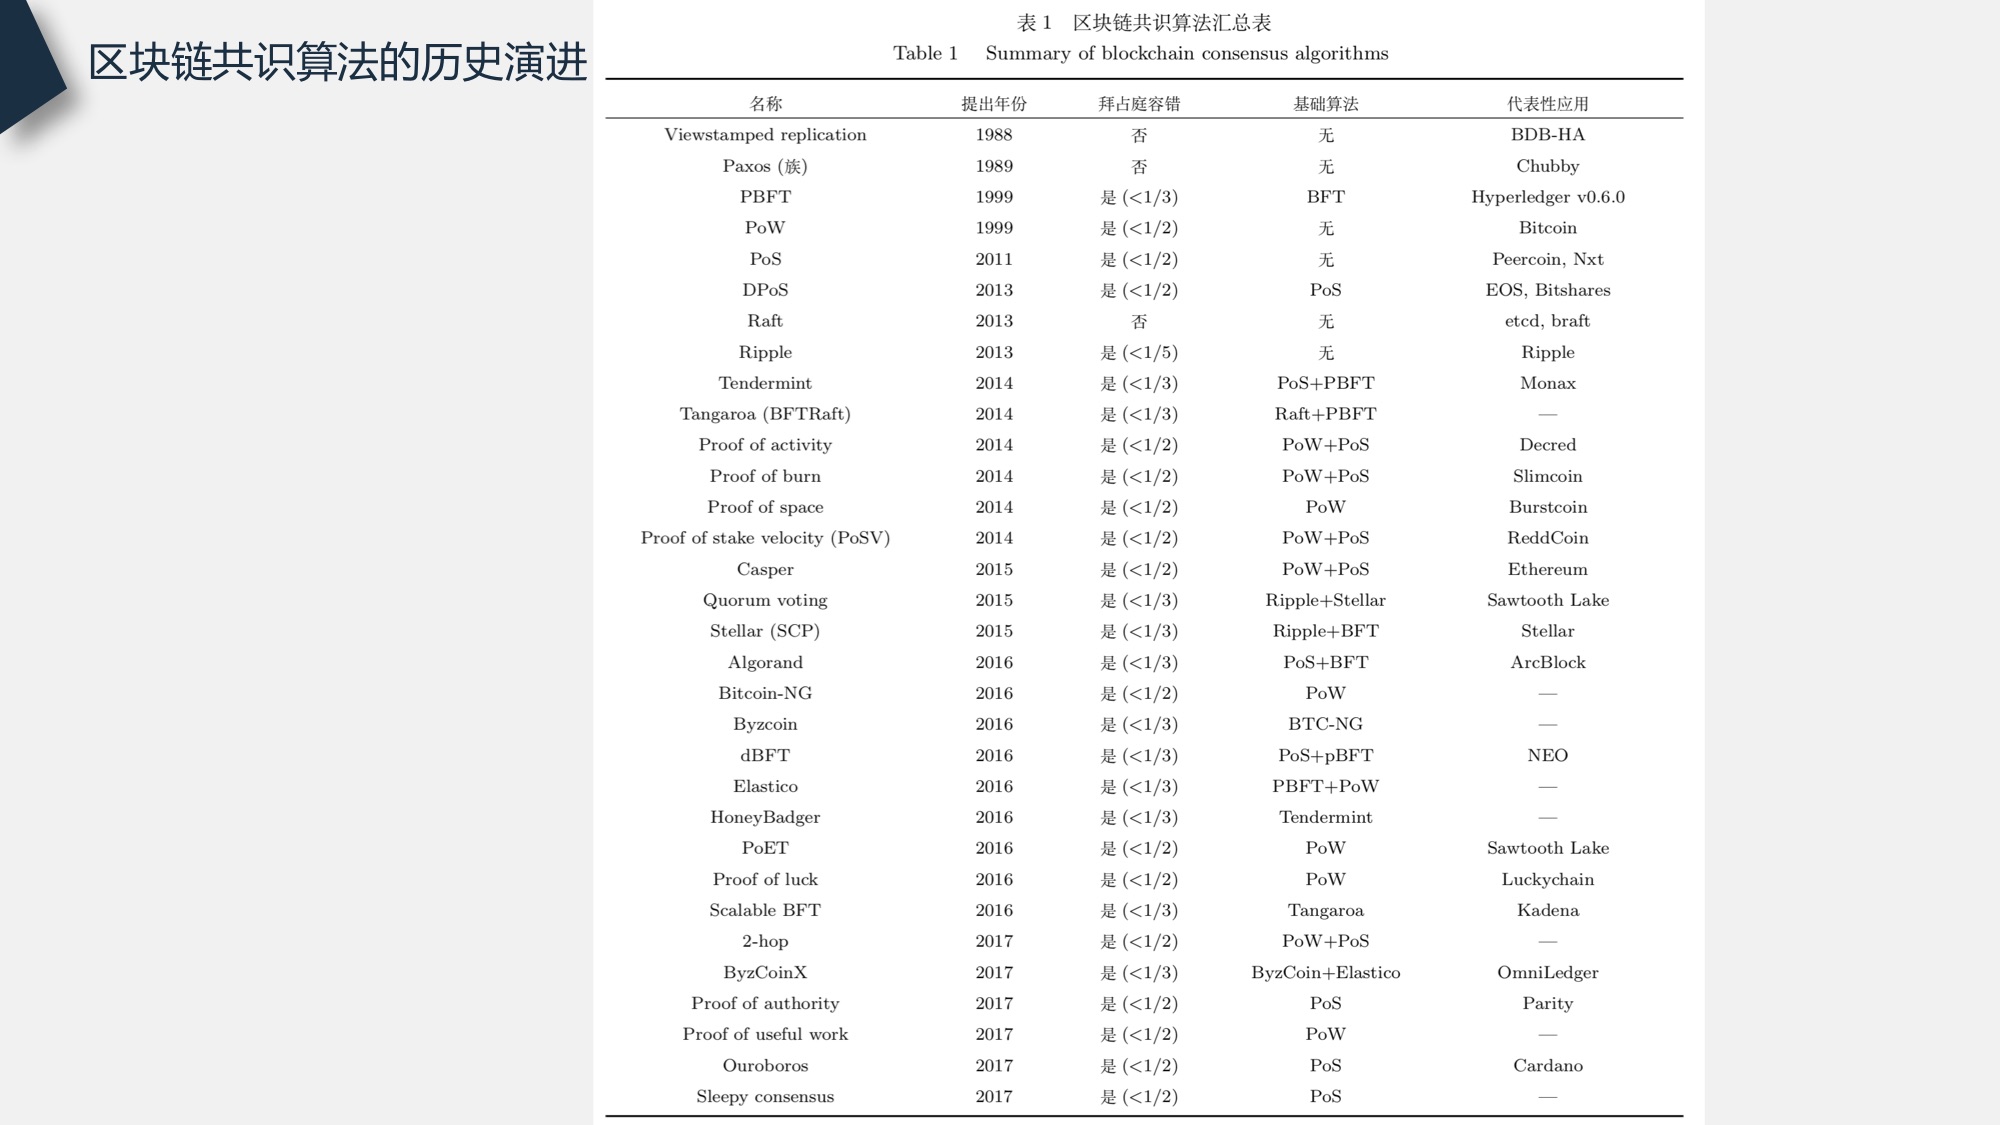 区块链共识算法的历史演进
表 1 区块链共识算法汇总表
Table 1 Summary of blockchain consensus algorithms
名称 提出年份 拜占庭容错 基础算法 代表性应用
Viewstamped replication 1988 否 无 BDB-HA
Paxos (族) 1989 否 无 Chubby
PBFT 1999 是 (<1/3) BFT Hyperledger v0.6.0
PoW 1999 是 (<1/2) 无 Bitcoin
PoS 2011 是 (<1/2) 无 Peercoin, Nxt
DPoS 2013 是 (<1/2) PoS EOS, Bitshares
Raft 2013 否 无 etcd, braft
Ripple 2013 是 (<1/5) 无 Ripple
Tendermint 2014 是 (<1/3) PoS+PBFT Monax
Tangaroa (BFTRaft) 2014 是 (<1/3) Raft+PBFT —
Proof of activity 2014 是 (<1/2) PoW+PoS Decred
Proof of burn 2014 是 (<1/2) PoW+PoS Slimcoin
Proof of space 2014 是 (<1/2) PoW Burstcoin
Proof of stake velocity (PoSV) 2014 是 (<1/2) PoW+PoS ReddCoin
Casper 2015 是 (<1/2) PoW+PoS Ethereum
Quorum voting 2015 是 (<1/3) Ripple+Stellar Sawtooth Lake
Stellar (SCP) 2015 是 (<1/3) Ripple+BFT Stellar
Algorand 2016 是 (<1/3) PoS+BFT ArcBlock
Bitcoin-NG 2016 是 (<1/2) PoW —
Byzcoin 2016 是 (<1/3) BTC-NG —
dBFT 2016 是 (<1/3) PoS+pBFT NEO
Elastico 2016 是 (<1/3) PBFT+PoW —
HoneyBadger 2016 是 (<1/3) Tendermint —
PoET 2016 是 (<1/2) PoW Sawtooth Lake
Proof of luck 2016 是 (<1/2) PoW Luckychain
Scalable BFT 2016 是 (<1/3) Tangaroa Kadena
2-hop 2017 是 (<1/2) PoW+PoS —
ByzCoinX 2017 是 (<1/3) ByzCoin+Elastico OmniLedger
Proof of authority 2017 是 (<1/2) PoS Parity
Proof of useful work 2017 是 (<1/2) PoW —
Ouroboros 2017 是 (<1/2) PoS Cardano
Sleepy consensus 2017 是 (<1/2) PoS —